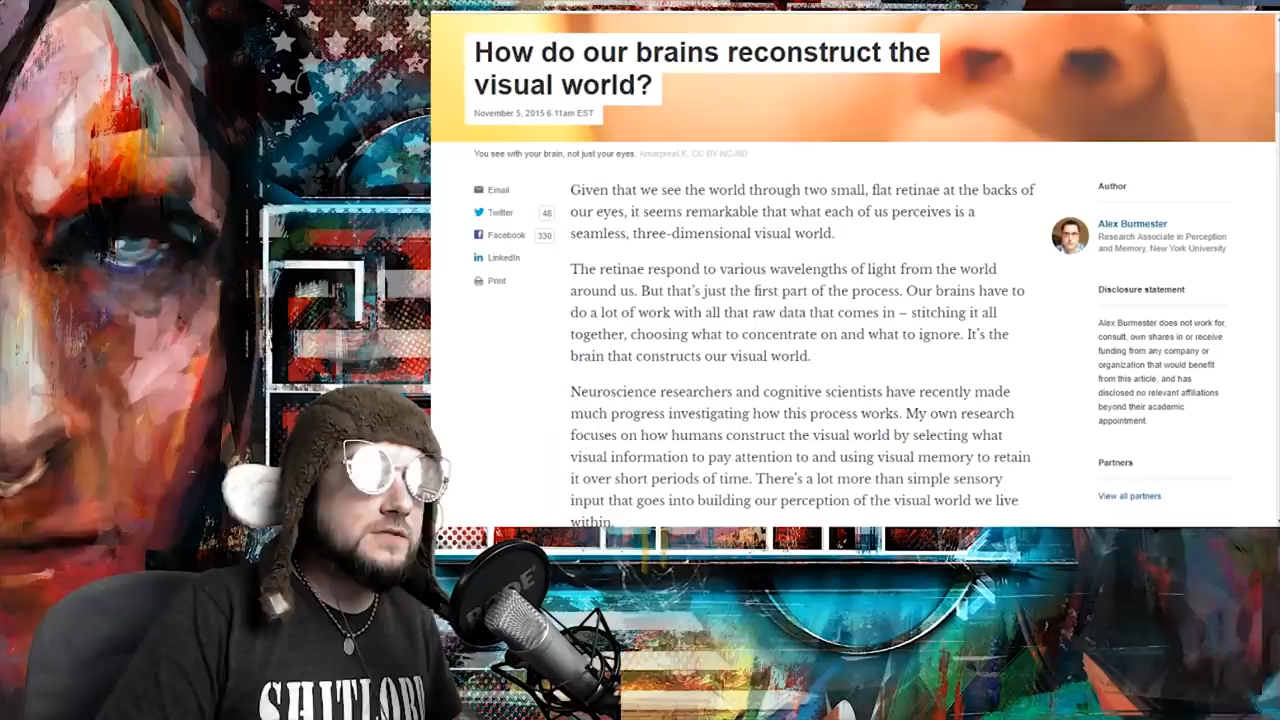 How do our brains reconstruct the
visual world?
November 5, 2015 6.11am EST
You see with your brain, not just your eyes. Amarpreet.K, CC BY-NC-ND
Email
Twitter 48
Facebook 330
LinkedIn
Print
Given that we see the world through two small, flat retinae at the backs of
our eyes, it seems remarkable that what each of us perceives is a
seamless, three-dimensional visual world.
The retinae respond to various wavelengths of light from the world
around us. But that’s just the first part of the process. Our brains have to
do a lot of work with all that raw data that comes in – stitching it all
together, choosing what to concentrate on and what to ignore. It’s the
brain that constructs our visual world.
Neuroscience researchers and cognitive scientists have recently made
much progress investigating how this process works. My own research
focuses on how humans construct the visual world by selecting what
visual information to pay attention to and using visual memory to retain
it over short periods of time. There’s a lot more than simple sensory
input that goes into building our perception of the visual world we live
within.
Author
Alex Burmester
Research Associate in Perception
and Memory, New York University
Disclosure statement
Alex Burmester does not work for,
consult, own shares in or receive
funding from any company or
organization that would benefit
from this article, and has
disclosed no relevant affiliations
beyond their academic
appointment.
Partners
View all partners
RODE
SHITLORD